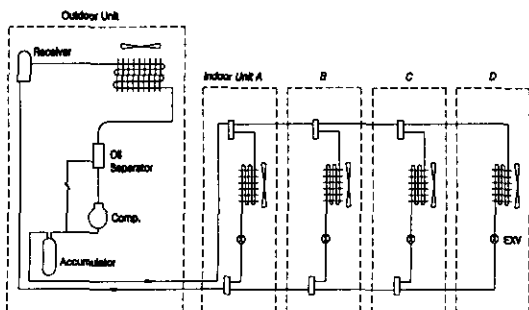 Outdoor Unit
Receiver
Indoor Unit A
B
C
D
Oil
Separator
Comp.
EXV
Accumulator